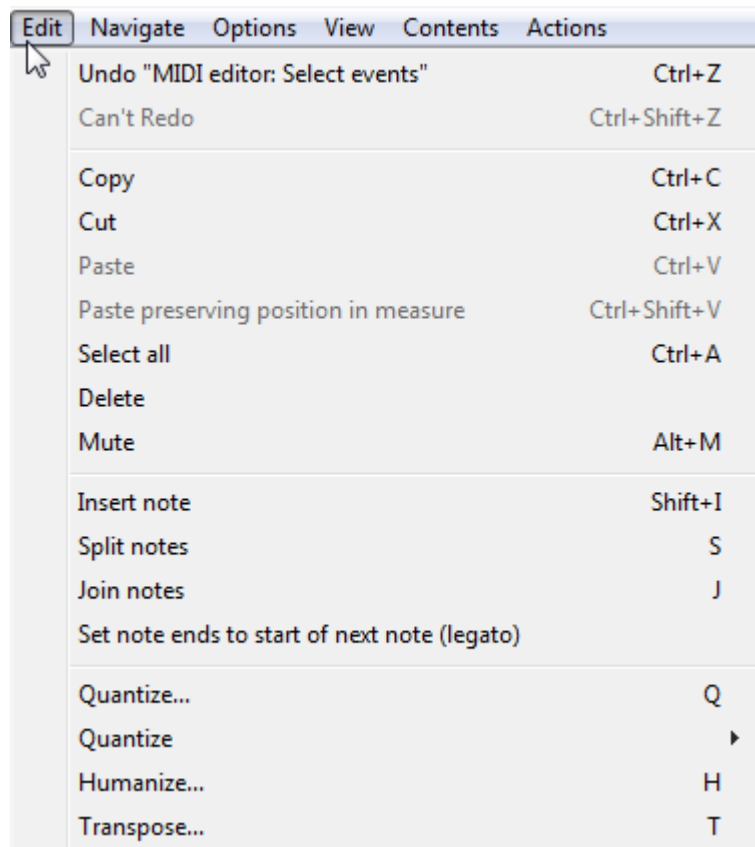 Edit Navigate Options View Contents Actions
Undo "MIDI editor: Select events" Ctrl+Z
Can't Redo Ctrl+Shift+Z
Copy Ctrl+C
Cut Ctrl+X
Paste Ctrl+V
Paste preserving position in measure Ctrl+Shift+V
Select all Ctrl+A
Delete
Mute Alt+M
Insert note Shift+I
Split notes S
Join notes J
Set note ends to start of next note (legato)
Quantize... Q
Quantize
Humanize... H
Transpose... T